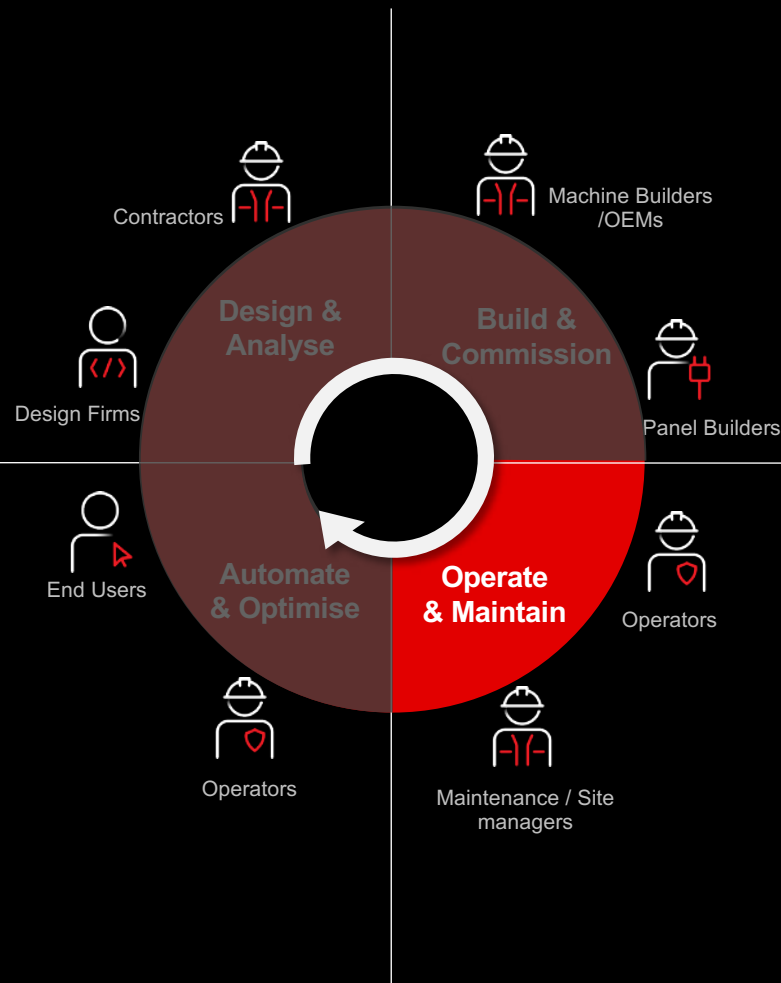 Contractors
Machine Builders
/OEMs
Design &
Analyse
Build &
Commission
Design Firms
Panel Builders
End Users
Automate
& Optimise
Operate
& Maintain
Operators
Operators
Maintenance / Site
managers